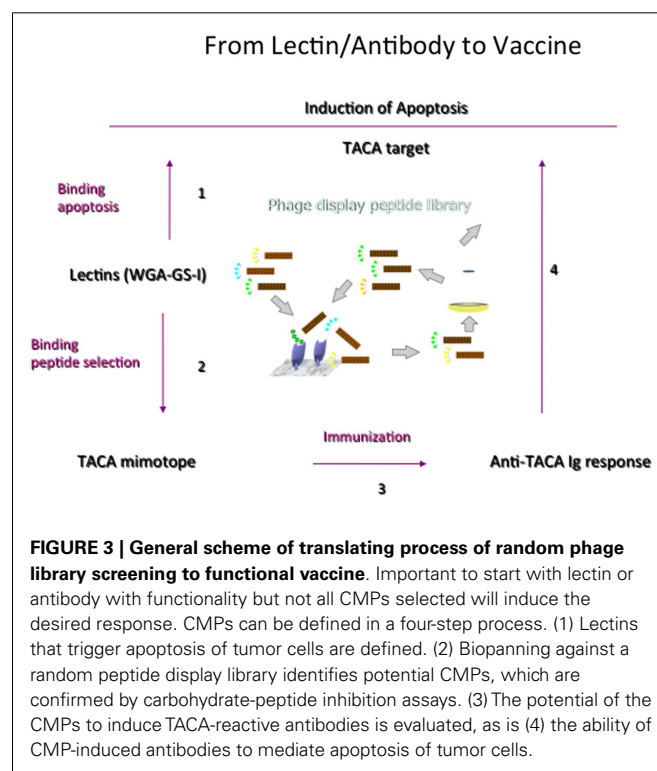 From Lectin/Antibody to Vaccine
Induction of Apoptosis
TACA target
Binding
apoptosis
1
Phage display peptide library
Lectins (WGA-GS-I)
4
Binding
peptide selection
2
Immunization
TACA mimotope
Anti-TACA Ig response
3
FIGURE 3 | General scheme of translating process of random phage
library screening to functional vaccine. Important to start with lectin or
antibody with functionality but not all CMPs selected will induce the
desired response. CMPs can be defined in a four-step process. (1) Lectins
that trigger apoptosis of tumor cells are defined. (2) Biopanning against a
random peptide display library identifies potential CMPs, which are
confirmed by carbohydrate-peptide inhibition assays. (3) The potential of the
CMPs to induce TACA-reactive antibodies is evaluated, as is (4) the ability of
CMP-induced antibodies to mediate apoptosis of tumor cells.